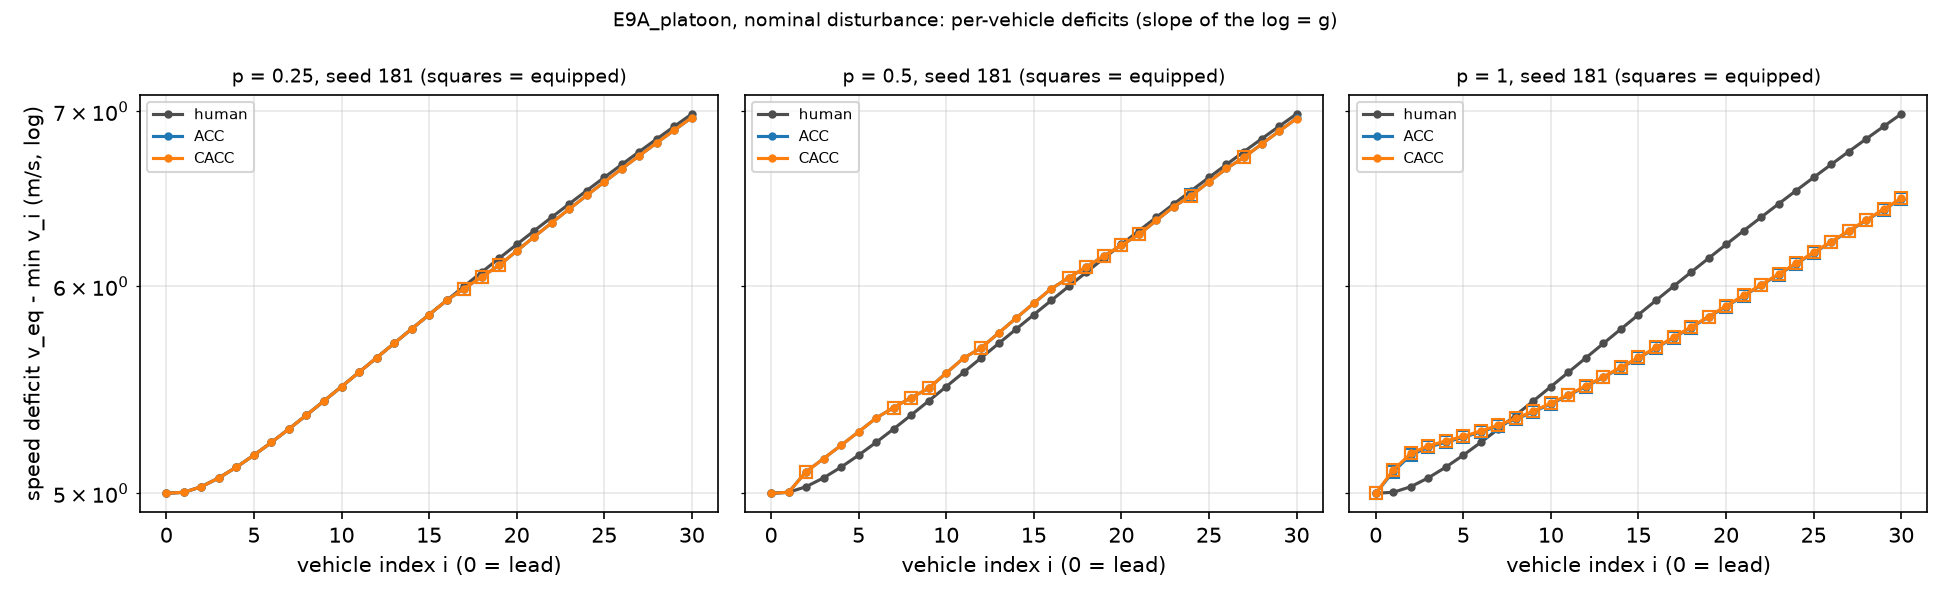 E9A_platoon, nominal disturbance: per-vehicle deficits (slope of the log = g)
p = 0.25, seed 181 (squares = equipped)
p = 0.5, seed 181 (squares = equipped)
p = 1, seed 181 (squares = equipped)
speed deficit v_eq - min v_i (m/s, log)
7 × 10⁰
6 × 10⁰
5 × 10⁰
human
ACC
CACC
human
ACC
CACC
human
ACC
CACC
0 5 10 15 20 25 30
0 5 10 15 20 25 30
0 5 10 15 20 25 30
vehicle index i (0 = lead)
vehicle index i (0 = lead)
vehicle index i (0 = lead)